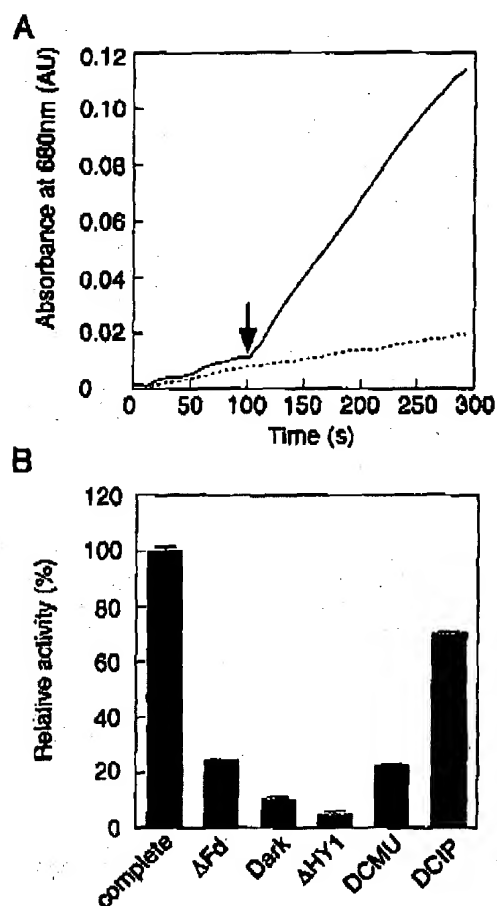 A
Absorbance at 680nm (AU)
0.12
0.10
0.08
0.06
0.04
0.02
0
0 50 100 150 200 250 300
Time (s)
B
Relative activity (%)
120
100
80
60
40
20
0
complete ΔFd Dark ΔHY1 DCMU DCIP